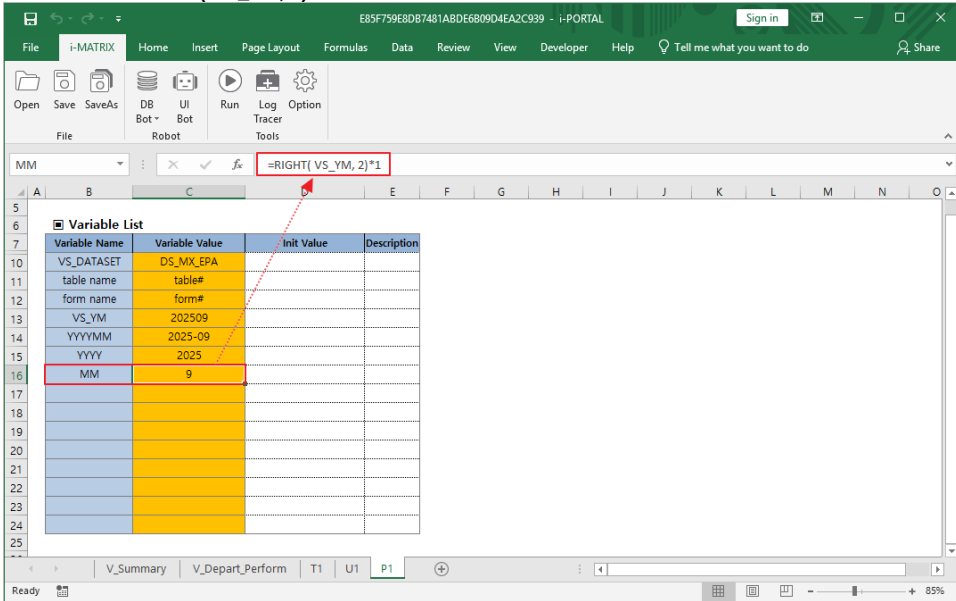 E85F759E8DB7481ABDE6B09D4EA2C939 - i-PORTAL Sign in
File i-MATRIX Home Insert Page Layout Formulas Data Review View Developer Help Tell me what you want to do Share
Open Save SaveAs DB Bot UI Bot Run Log Tracer Option
File Robot Tools
MM fx =RIGHT( VS_YM, 2)*1
A B C D E F G H I J K L M N O
5
6 Variable List
7 Variable Name Variable Value Init Value Description
10 VS_DATASET DS_MX_EPA
11 table name table#
12 form name form#
13 VS_YM 202509
14 YYYYMM 2025-09
15 YYYY 2025
16 MM 9
17
18
19
20
21
22
23
24
25
V_Summary V_Depart_Perform T1 U1 P1
Ready 85%